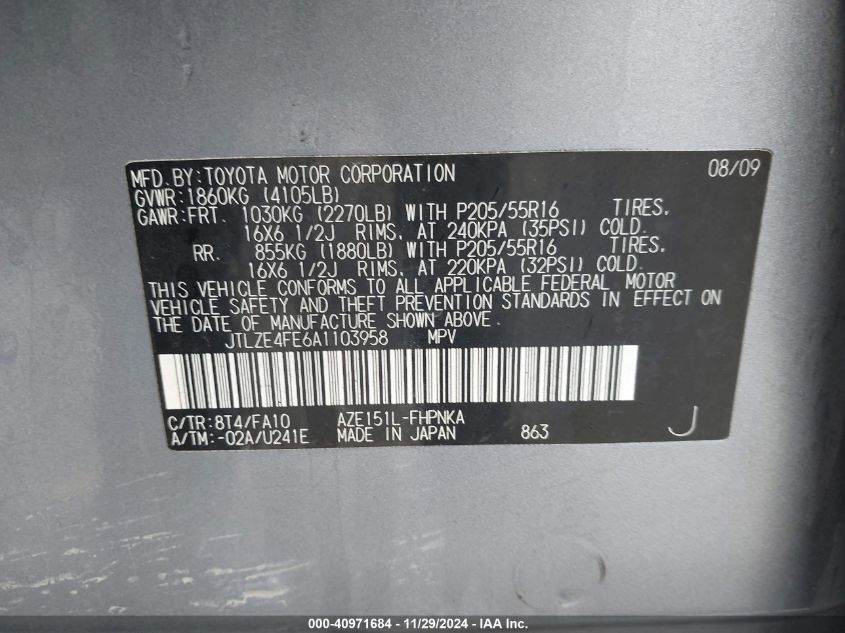 MFD.BY:TOYOTA MOTOR CORPORATION 08/09
GVWR:1860KG (4105LB)
GAWR:FRT. 1030KG (2270LB) WITH P205/55R16 TIRES,
16X6 1/2J RIMS, AT 240KPA (35PSI) COLD.
RR. 855KG (1880LB) WITH P205/55R16 TIRES,
16X6 1/2J RIMS, AT 220KPA (32PSI) COLD.
THIS VEHICLE CONFORMS TO ALL APPLICABLE FEDERAL MOTOR
VEHICLE SAFETY AND THEFT PREVENTION STANDARDS IN EFFECT ON
THE DATE OF MANUFACTURE SHOWN ABOVE.
JTLZE4FE6A1103958 MPV
C/TR:8T4/FA10 AZE151L-FHPNKA
A/TM:-02A/U241E MADE IN JAPAN 863 J
000-40971684 - 11/29/2024 - IAA Inc.